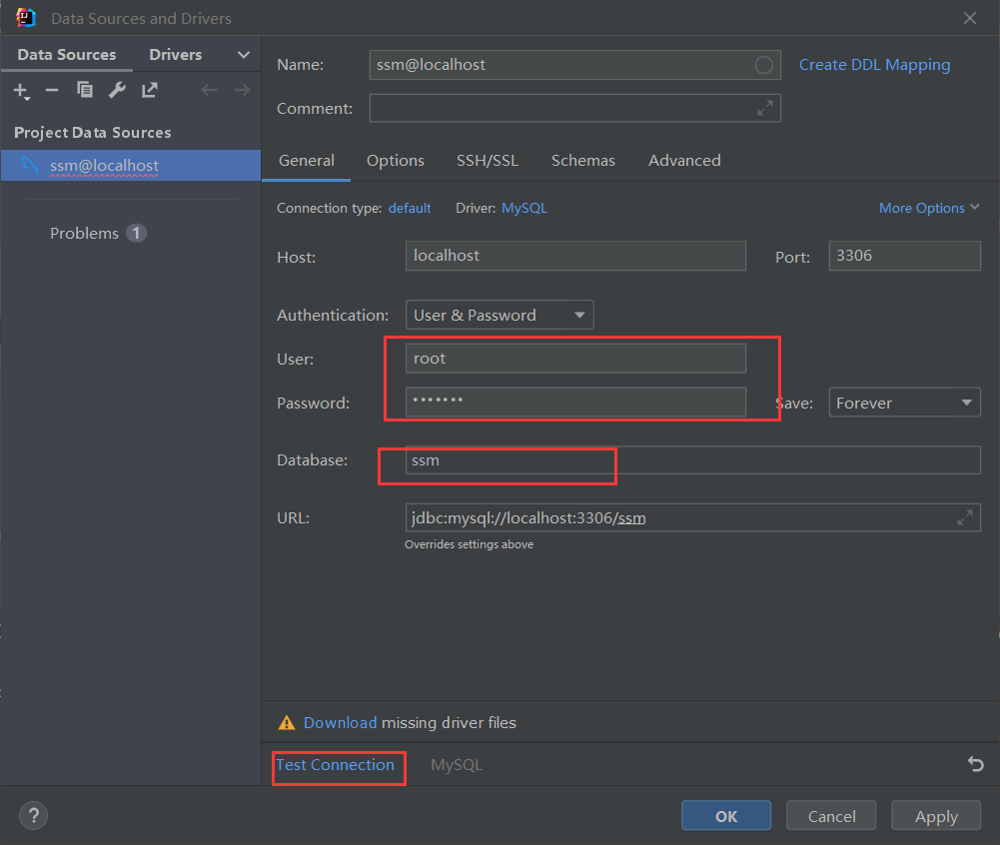 Data Sources and Drivers
Data Sources Drivers
Name: ssm@localhost Create DDL Mapping
Comment:
Project Data Sources
ssm@localhost
Problems 1
General Options SSH/SSL Schemas Advanced
Connection type: default Driver: MySQL More Options
Host: localhost Port: 3306
Authentication: User & Password
User: root
Password: ••••••• Save: Forever
Database: ssm
URL: jdbc:mysql://localhost:3306/ssm
Overrides settings above
Download missing driver files
Test Connection MySQL
? OK Cancel Apply